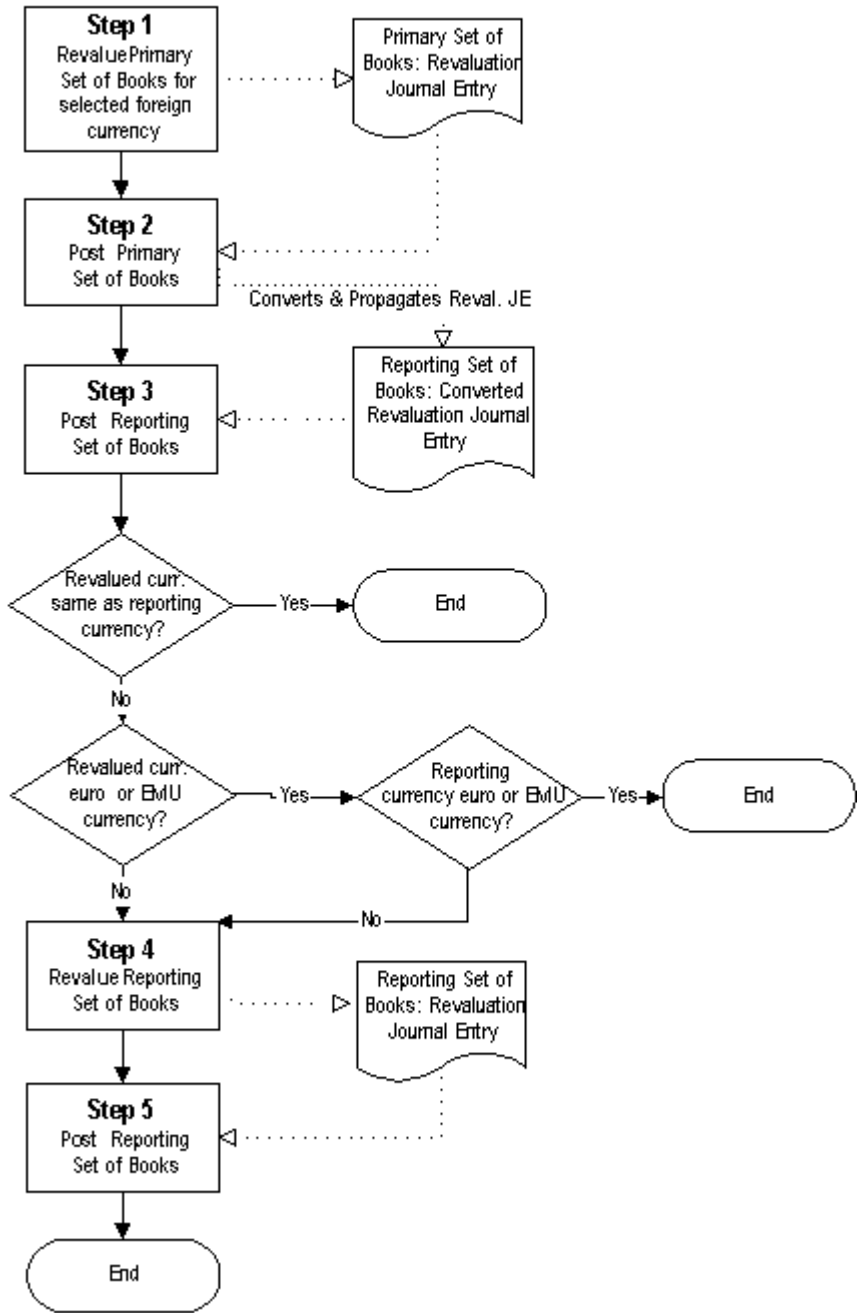 Step 1
Revalue Primary
Set of Books for
selected foreign
currency
Primary Set of
Books: Revaluation
Journal Entry
Step 2
Post Primary
Set of Books
Converts & Propagates Reval. JE
Step 3
Post Reporting
Set of Books
Reporting Set of
Books: Converted
Revaluation Journal
Entry
Revalued curr.
same as reporting
currency?
Yes
End
No
Revalued curr.
euro or EMU
currency?
Yes
Reporting
currency euro or EMU
currency?
Yes
End
No
No
Step 4
Revalue Reporting
Set of Books
Reporting Set of
Books: Revaluation
Journal Entry
Step 5
Post Reporting
Set of Books
End